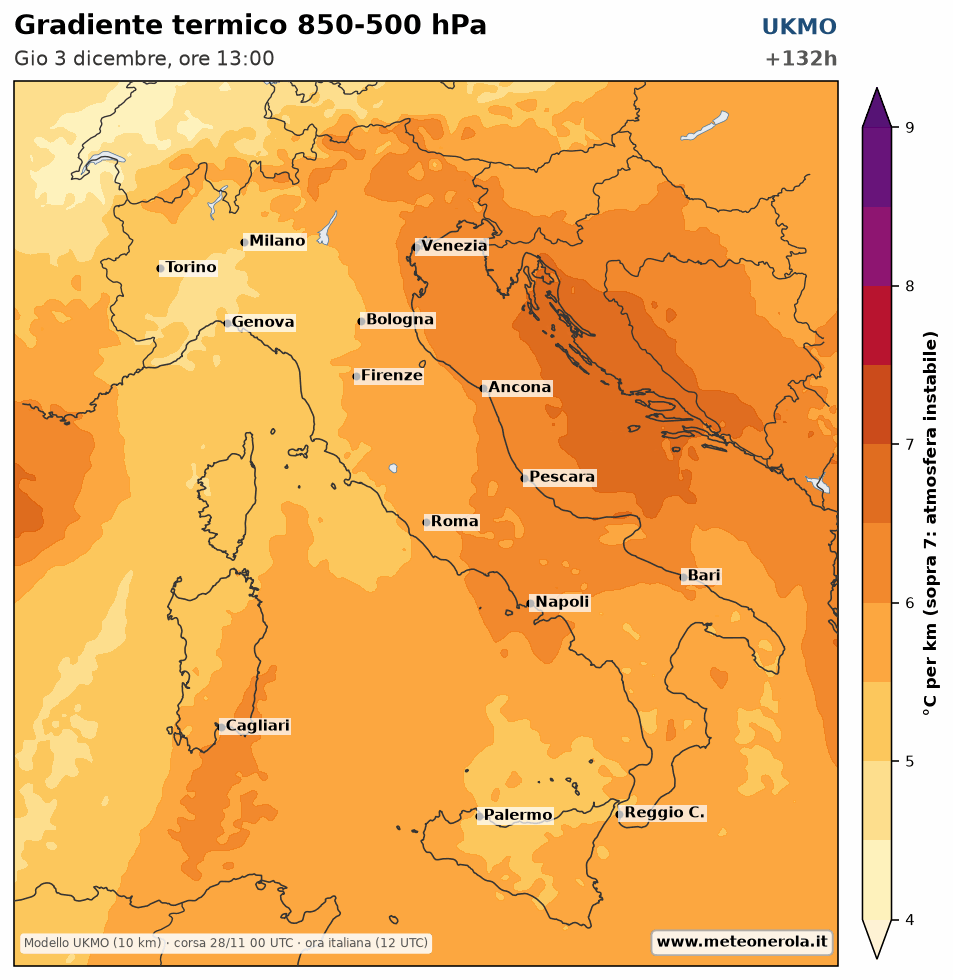 Gradiente termico 850-500 hPa
UKMO
Gio 3 dicembre, ore 13:00
+132h
Milano
Venezia
Torino
Genova
Bologna
Firenze
Ancona
Pescara
Roma
Bari
Napoli
Cagliari
Palermo
Reggio C.
9
8
7
6
5
4
°C per km (sopra 7: atmosfera instabile)
Modello UKMO (10 km) · corsa 28/11 00 UTC · ora italiana (12 UTC)
www.meteonerola.it